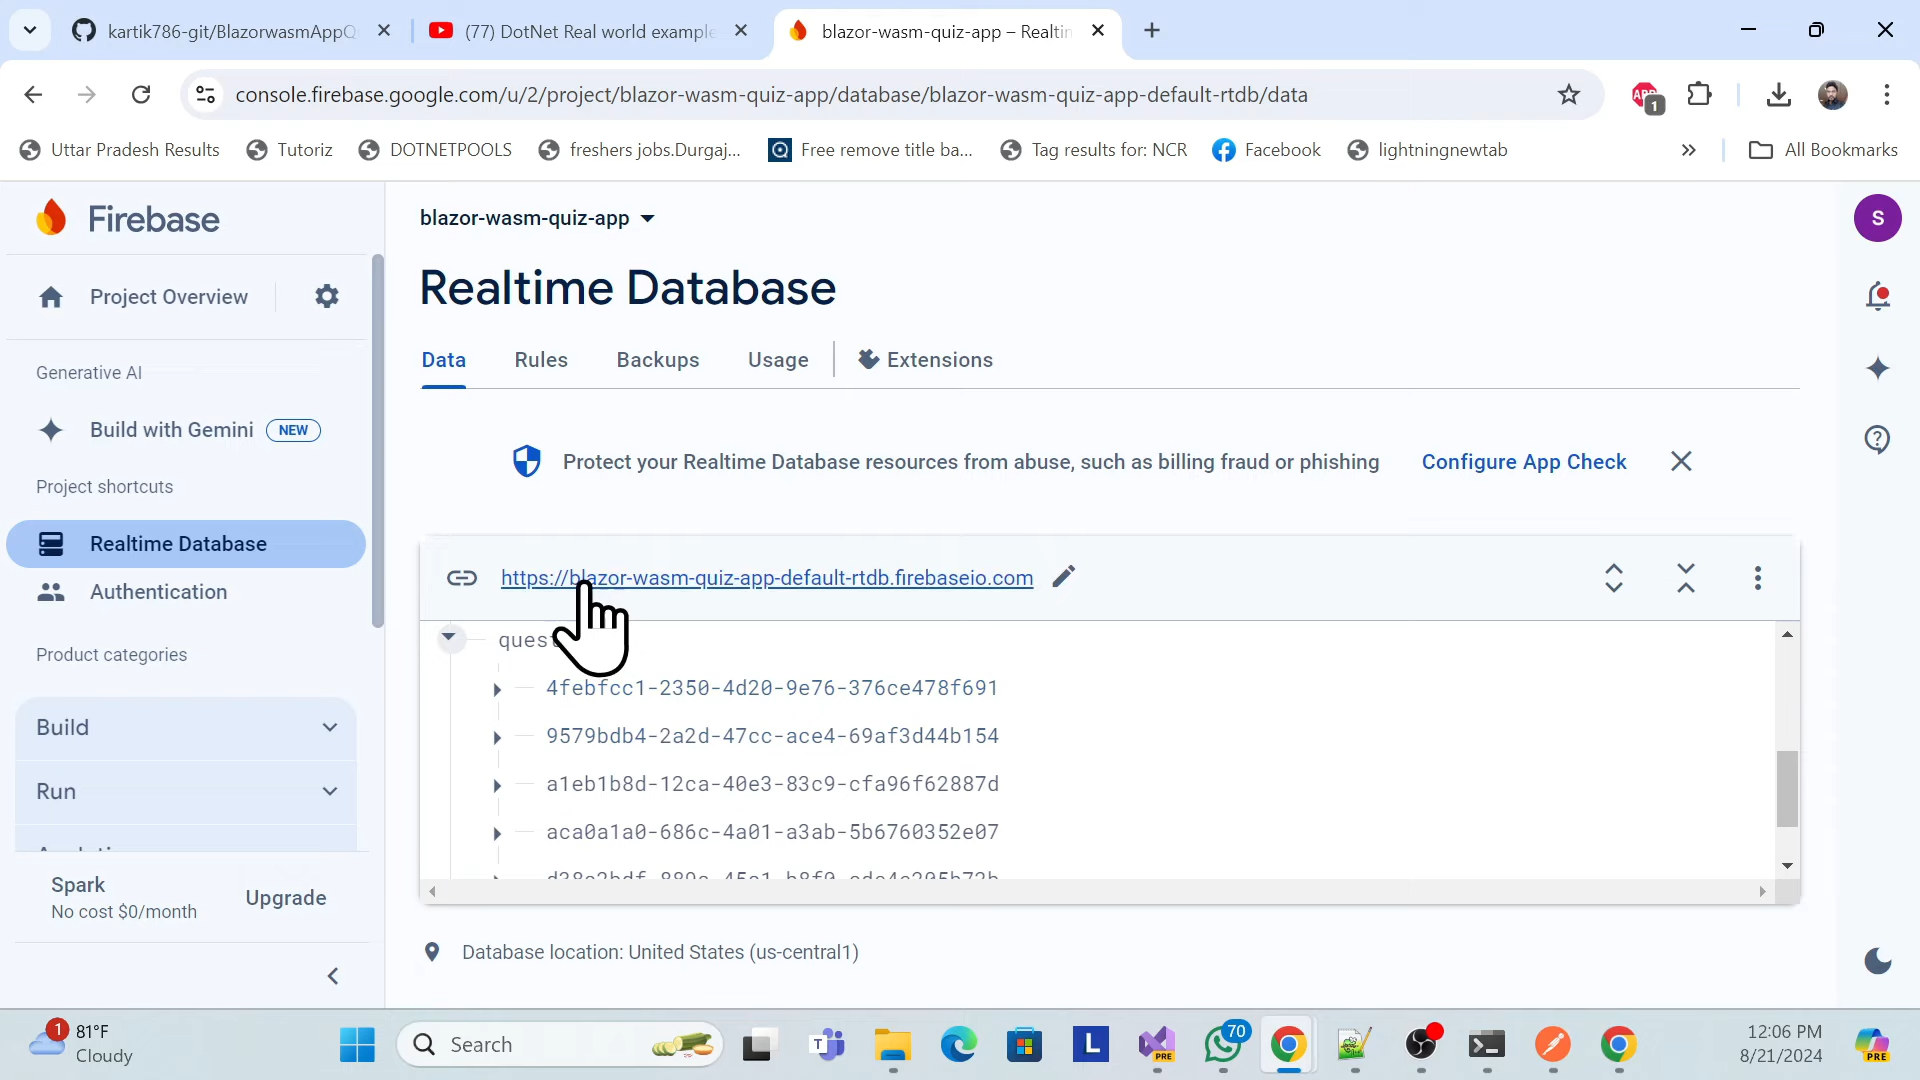 kartik786-git/BlazorwasmAppQ
(77) DotNet Real world example
blazor-wasm-quiz-app – Realtin
console.firebase.google.com/u/2/project/blazor-wasm-quiz-app/database/blazor-wasm-quiz-app-default-rtdb/data
ABP
1
Uttar Pradesh Results
Tutoriz
DOTNETPOOLS
freshers jobs.Durgaj...
Free remove title ba...
Tag results for: NCR
Facebook
lightningnewtab
All Bookmarks
Firebase
blazor-wasm-quiz-app
S
Realtime Database
Project Overview
Data
Rules
Backups
Usage
Extensions
Generative AI
Build with Gemini
NEW
Protect your Realtime Database resources from abuse, such as billing fraud or phishing
Configure App Check
Project shortcuts
Realtime Database
Authentication
https://blazor-wasm-quiz-app-default-rtdb.firebaseio.com
4febfcc1-2350-4d20-9e76-376ce478f691
9579bdb4-2a2d-47cc-ace4-69af3d44b154
a1eb1b8d-12ca-40e3-83c9-cfa96f62887d
aca0a1a0-686c-4a01-a3ab-5b6760352e07
Product categories
Build
Run
Spark
No cost $0/month
Upgrade
Database location: United States (us-central1)
1
81°F
Cloudy
Search
T
L
PRE
70
12:06 PM
8/21/2024
PRE